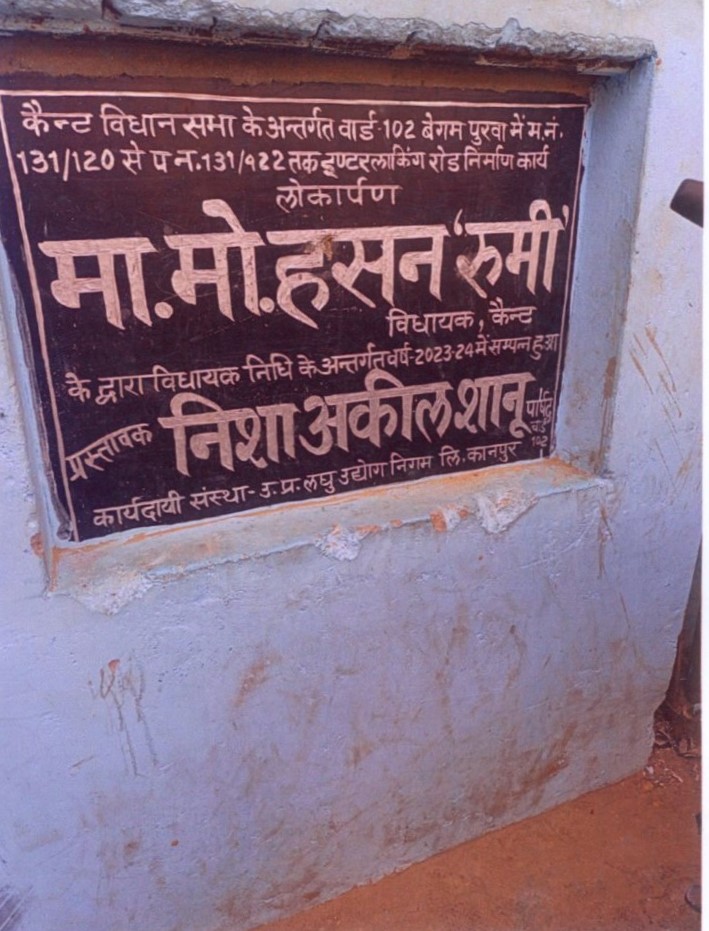 कैन्ट विधान सभा के अन्तर्गत वार्ड-102 बेगम पुरवा में म.नं.
131/120 से प न.131/122 तक इण्टरलाकिंग रोड निर्माण कार्य
लोकार्पण
मा.मो.हसन 'रुमी'
विधायक, कैन्ट
के द्वारा विधायक निधि के अन्तर्गत वर्ष-2023-24 में सम्पन्न हुआ
प्रस्तावक निशा अकील शानू पार्षद वार्ड 102
कार्यदायी संस्था- उ.प्र. लघु उद्योग निगम लि. कानपुर